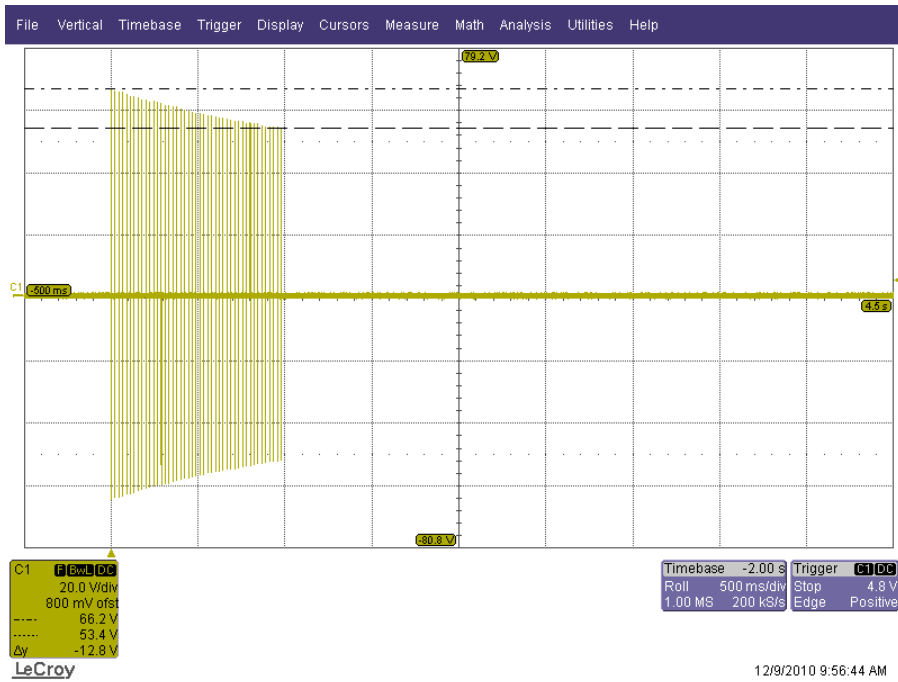 File Vertical Timebase Trigger Display Cursors Measure Math Analysis Utilities Help
79.2 V
C1
-500 ms
4.5 s
-80.8 V
C1 F BwL DC
20.0 V/div
800 mV ofst
66.2 V
53.4 V
Δy -12.8 V
Timebase -2.00 s
Roll 500 ms/div
1.00 MS 200 kS/s
Trigger C1 DC
Stop 4.8 V
Edge Positive
LeCroy
12/9/2010 9:56:44 AM